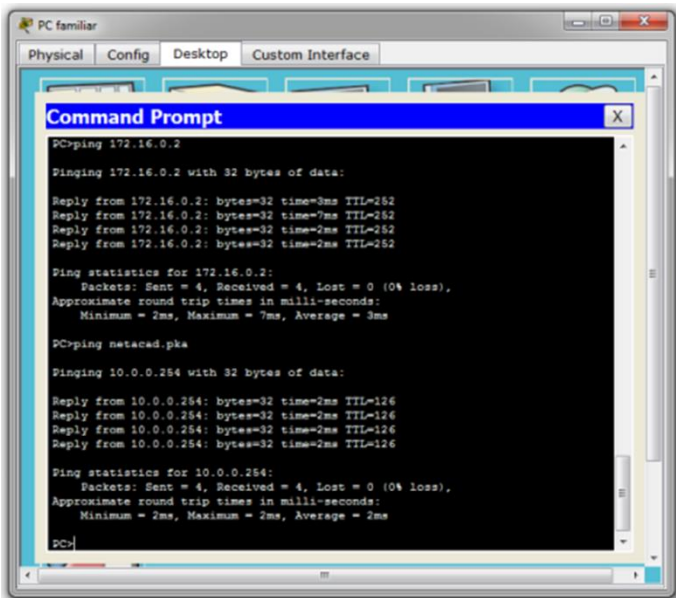 PC familiar
Physical Config Desktop Custom Interface
Command Prompt
X
PC>ping 172.16.0.2
Pinging 172.16.0.2 with 32 bytes of data:
Reply from 172.16.0.2: bytes=32 time=3ms TTL=252
Reply from 172.16.0.2: bytes=32 time=7ms TTL=252
Reply from 172.16.0.2: bytes=32 time=2ms TTL=252
Reply from 172.16.0.2: bytes=32 time=2ms TTL=252
Ping statistics for 172.16.0.2:
Packets: Sent = 4, Received = 4, Lost = 0 (0% loss),
Approximate round trip times in milli-seconds:
Minimum = 2ms, Maximum = 7ms, Average = 3ms
PC>ping netacad.pka
Pinging 10.0.0.254 with 32 bytes of data:
Reply from 10.0.0.254: bytes=32 time=2ms TTL=126
Reply from 10.0.0.254: bytes=32 time=2ms TTL=126
Reply from 10.0.0.254: bytes=32 time=2ms TTL=126
Reply from 10.0.0.254: bytes=32 time=2ms TTL=126
Ping statistics for 10.0.0.254:
Packets: Sent = 4, Received = 4, Lost = 0 (0% loss),
Approximate round trip times in milli-seconds:
Minimum = 2ms, Maximum = 2ms, Average = 2ms
PC>